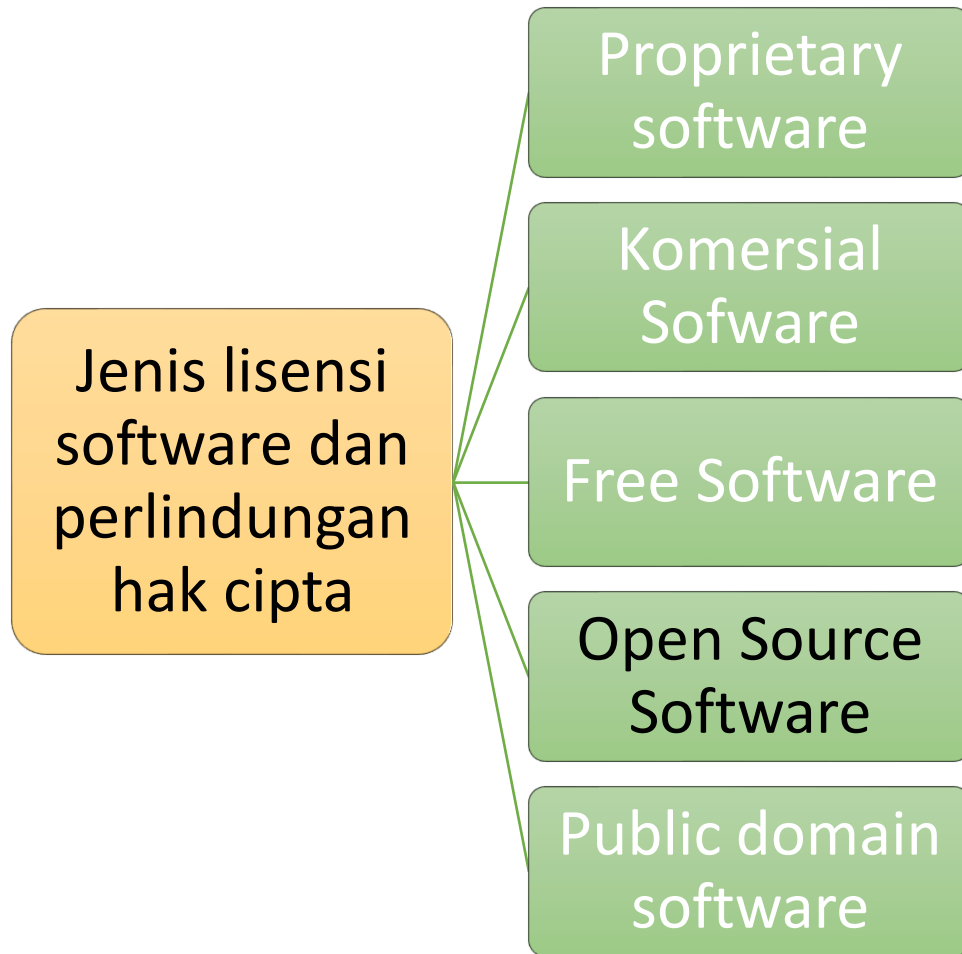 Jenis lisensi
software dan
perlindungan
hak cipta
Proprietary
software
Komersial
Sofware
Free Software
Open Source
Software
Public domain
software